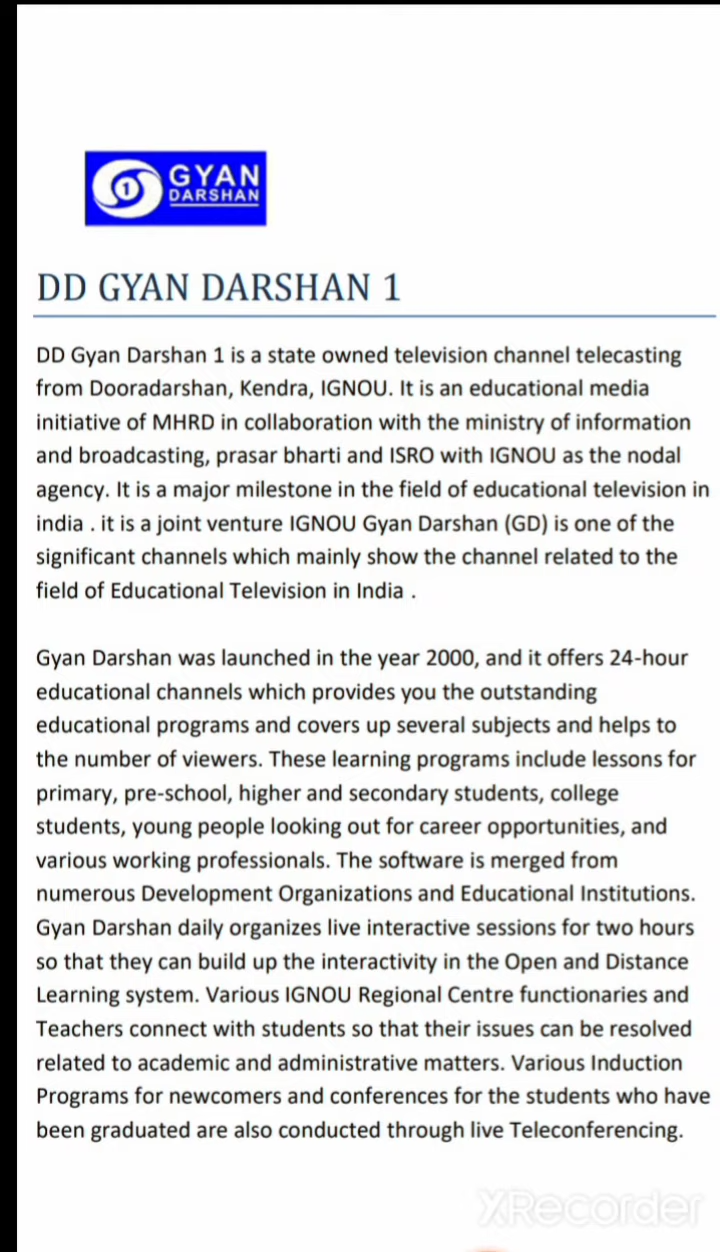 1 GYAN
DARSHAN
DD GYAN DARSHAN 1
DD Gyan Darshan 1 is a state owned television channel telecasting
from Dooradarshan, Kendra, IGNOU. It is an educational media
initiative of MHRD in collaboration with the ministry of information
and broadcasting, prasar bharti and ISRO with IGNOU as the nodal
agency. It is a major milestone in the field of educational television in
india . it is a joint venture IGNOU Gyan Darshan (GD) is one of the
significant channels which mainly show the channel related to the
field of Educational Television in India .
Gyan Darshan was launched in the year 2000, and it offers 24-hour
educational channels which provides you the outstanding
educational programs and covers up several subjects and helps to
the number of viewers. These learning programs include lessons for
primary, pre-school, higher and secondary students, college
students, young people looking out for career opportunities, and
various working professionals. The software is merged from
numerous Development Organizations and Educational Institutions.
Gyan Darshan daily organizes live interactive sessions for two hours
so that they can build up the interactivity in the Open and Distance
Learning system. Various IGNOU Regional Centre functionaries and
Teachers connect with students so that their issues can be resolved
related to academic and administrative matters. Various Induction
Programs for newcomers and conferences for the students who have
been graduated are also conducted through live Teleconferencing.
XRecorder